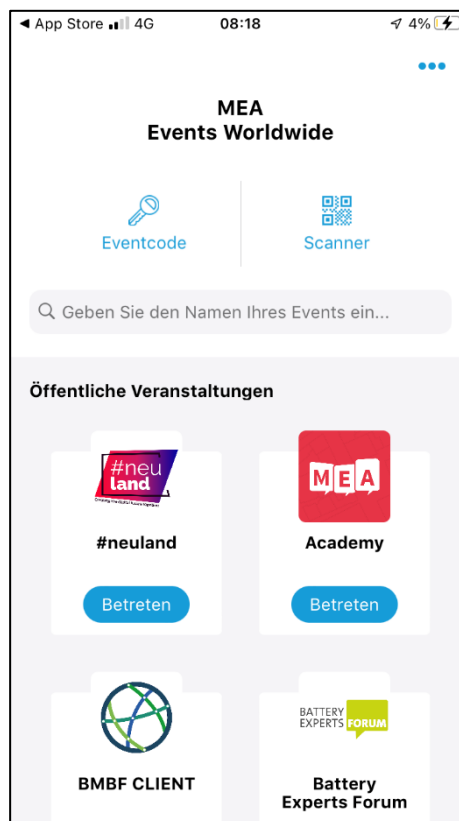 ◄ App Store 4G 08:18 4%
MEA
Events Worldwide
Eventcode Scanner
Geben Sie den Namen Ihres Events ein...
Öffentliche Veranstaltungen
#neu
land
MEA
#neuland Academy
Betreten Betreten
BATTERY
EXPERTS FORUM
BMBF CLIENT Battery
Experts Forum